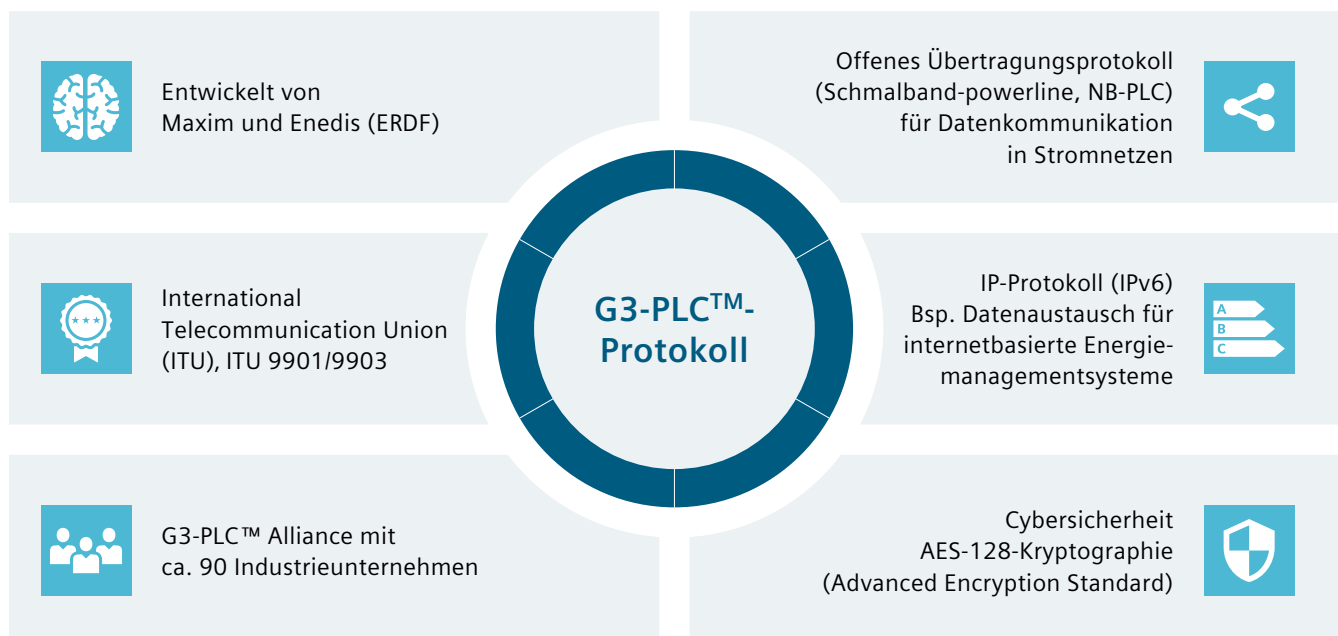 Entwickelt von
Maxim und Enedis (ERDF)
Offenes Übertragungsprotokoll
(Schmalband-powerline, NB-PLC)
für Datenkommunikation
in Stromnetzen
International
Telecommunication Union
(ITU), ITU 9901/9903
G3-PLC™-
Protokoll
IP-Protokoll (IPv6)
Bsp. Datenaustausch für
internetbasierte Energie-
managementsysteme
A
B
C
G3-PLC™ Alliance mit
ca. 90 Industrieunternehmen
Cybersicherheit
AES-128-Kryptographie
(Advanced Encryption Standard)